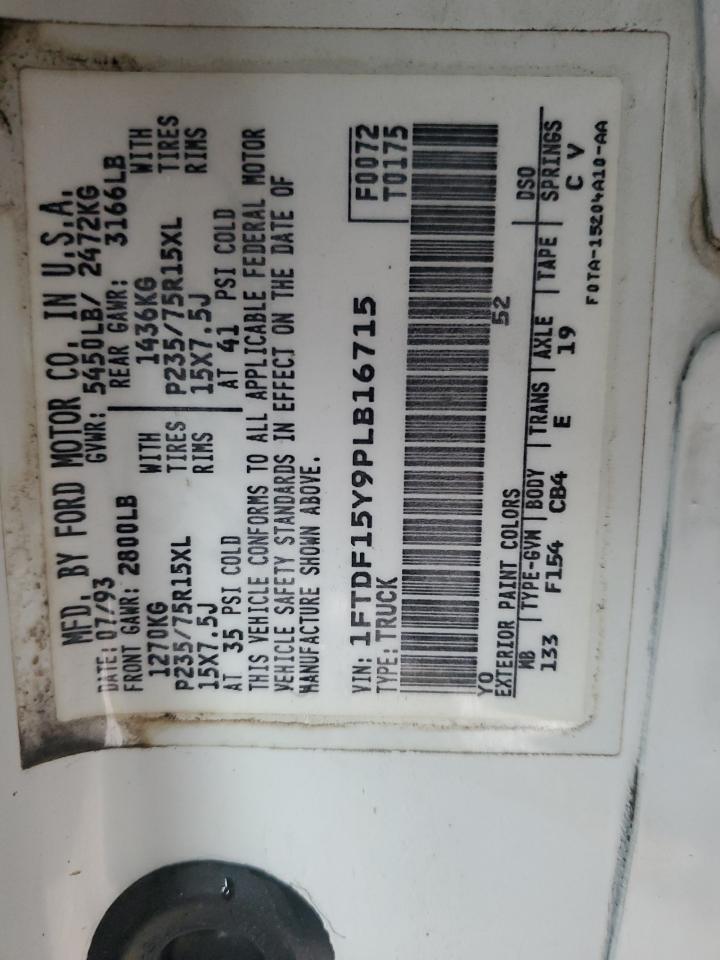 MFD. BY FORD MOTOR CO. IN U.S.A.
DATE: 07/93 GVWR: 5450LB/ 2472KG
FRONT GAWR: 2800LB REAR GAWR: 3166LB
1270KG WITH 1436KG WITH
P235/75R15XL TIRES P235/75R15XL TIRES
15X7.5J RIMS 15X7.5J RIMS
AT 35 PSI COLD AT 41 PSI COLD
THIS VEHICLE CONFORMS TO ALL APPLICABLE FEDERAL MOTOR
VEHICLE SAFETY STANDARDS IN EFFECT ON THE DATE OF
MANUFACTURE SHOWN ABOVE.
VIN: 1FTDF15Y9PLB16715 F0072
TYPE: TRUCK T0175
YO 52
EXTERIOR PAINT COLORS DSO
WB TYPE-GVW BODY TRANS AXLE TAPE SPRINGS
133 F154 CB4 E 19 C V
F0TA-15204A10-AA